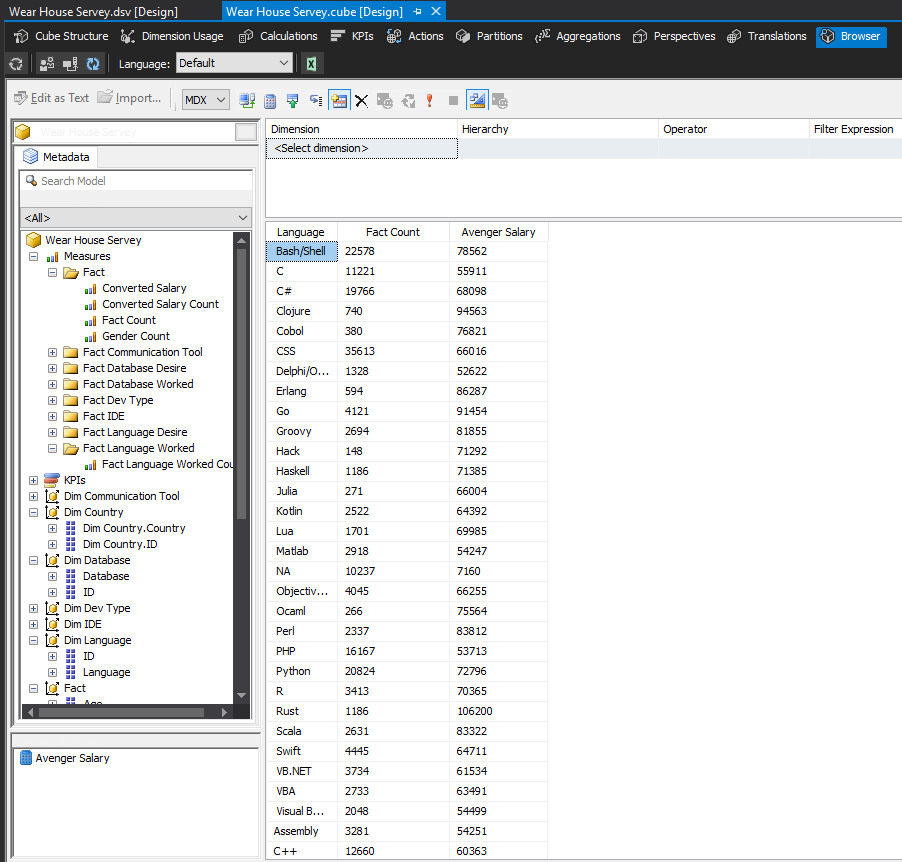 Wear House Servey.dsv [Design] Wear House Servey.cube [Design]
Cube Structure Dimension Usage Calculations KPIs Actions Partitions Aggregations Perspectives Translations Browser
Language: Default
Edit as Text Import... MDX
Wear House Servey
Metadata
Search Model
<All>
Wear House Servey
Measures
Fact
Converted Salary
Converted Salary Count
Fact Count
Gender Count
Fact Communication Tool
Fact Database Desire
Fact Database Worked
Fact Dev Type
Fact IDE
Fact Language Desire
Fact Language Worked
Fact Language Worked Cou
KPIs
Dim Communication Tool
Dim Country
Dim Country.Country
Dim Country.ID
Dim Database
Database
ID
Dim Dev Type
Dim IDE
Dim Language
ID
Language
Fact
Age
Avenger Salary
Dimension Hierarchy Operator Filter Expression
<Select dimension>
Language Fact Count Avenger Salary
Bash/Shell 22578 78562
C 11221 55911
C# 19766 68098
Clojure 740 94563
Cobol 380 76821
CSS 35613 66016
Delphi/O... 1328 52622
Erlang 594 86287
Go 4121 91454
Groovy 2694 81855
Hack 148 71292
Haskell 1186 71385
Julia 271 66004
Kotlin 2522 64392
Lua 1701 69985
Matlab 2918 54247
NA 10237 7160
Objectiv... 4045 66255
Ocaml 266 75564
Perl 2337 83812
PHP 16167 53713
Python 20824 72796
R 3413 70365
Rust 1186 106200
Scala 2631 83322
Swift 4445 64711
VB.NET 3734 61534
VBA 2733 63491
Visual B... 2048 54499
Assembly 3281 54251
C++ 12660 60363